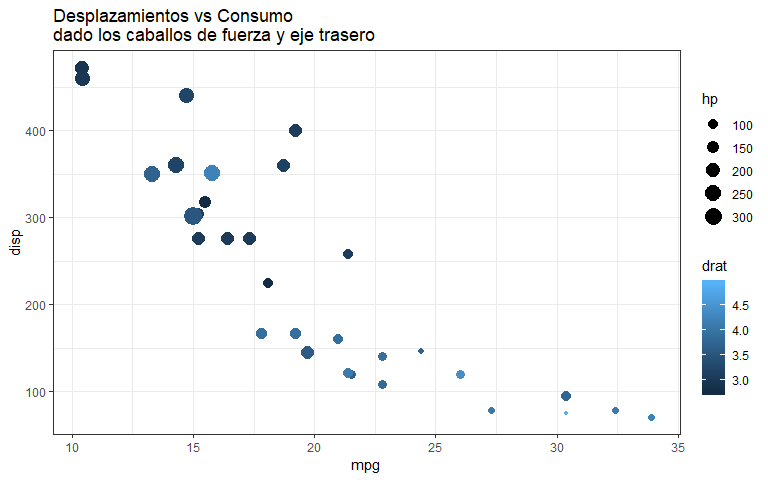 Desplazamientos vs Consumo
dado los caballos de fuerza y eje trasero
disp
400
300
200
100
10 15 20 25 30 35
mpg
hp
100
150
200
250
300
drat
4.5
4.0
3.5
3.0